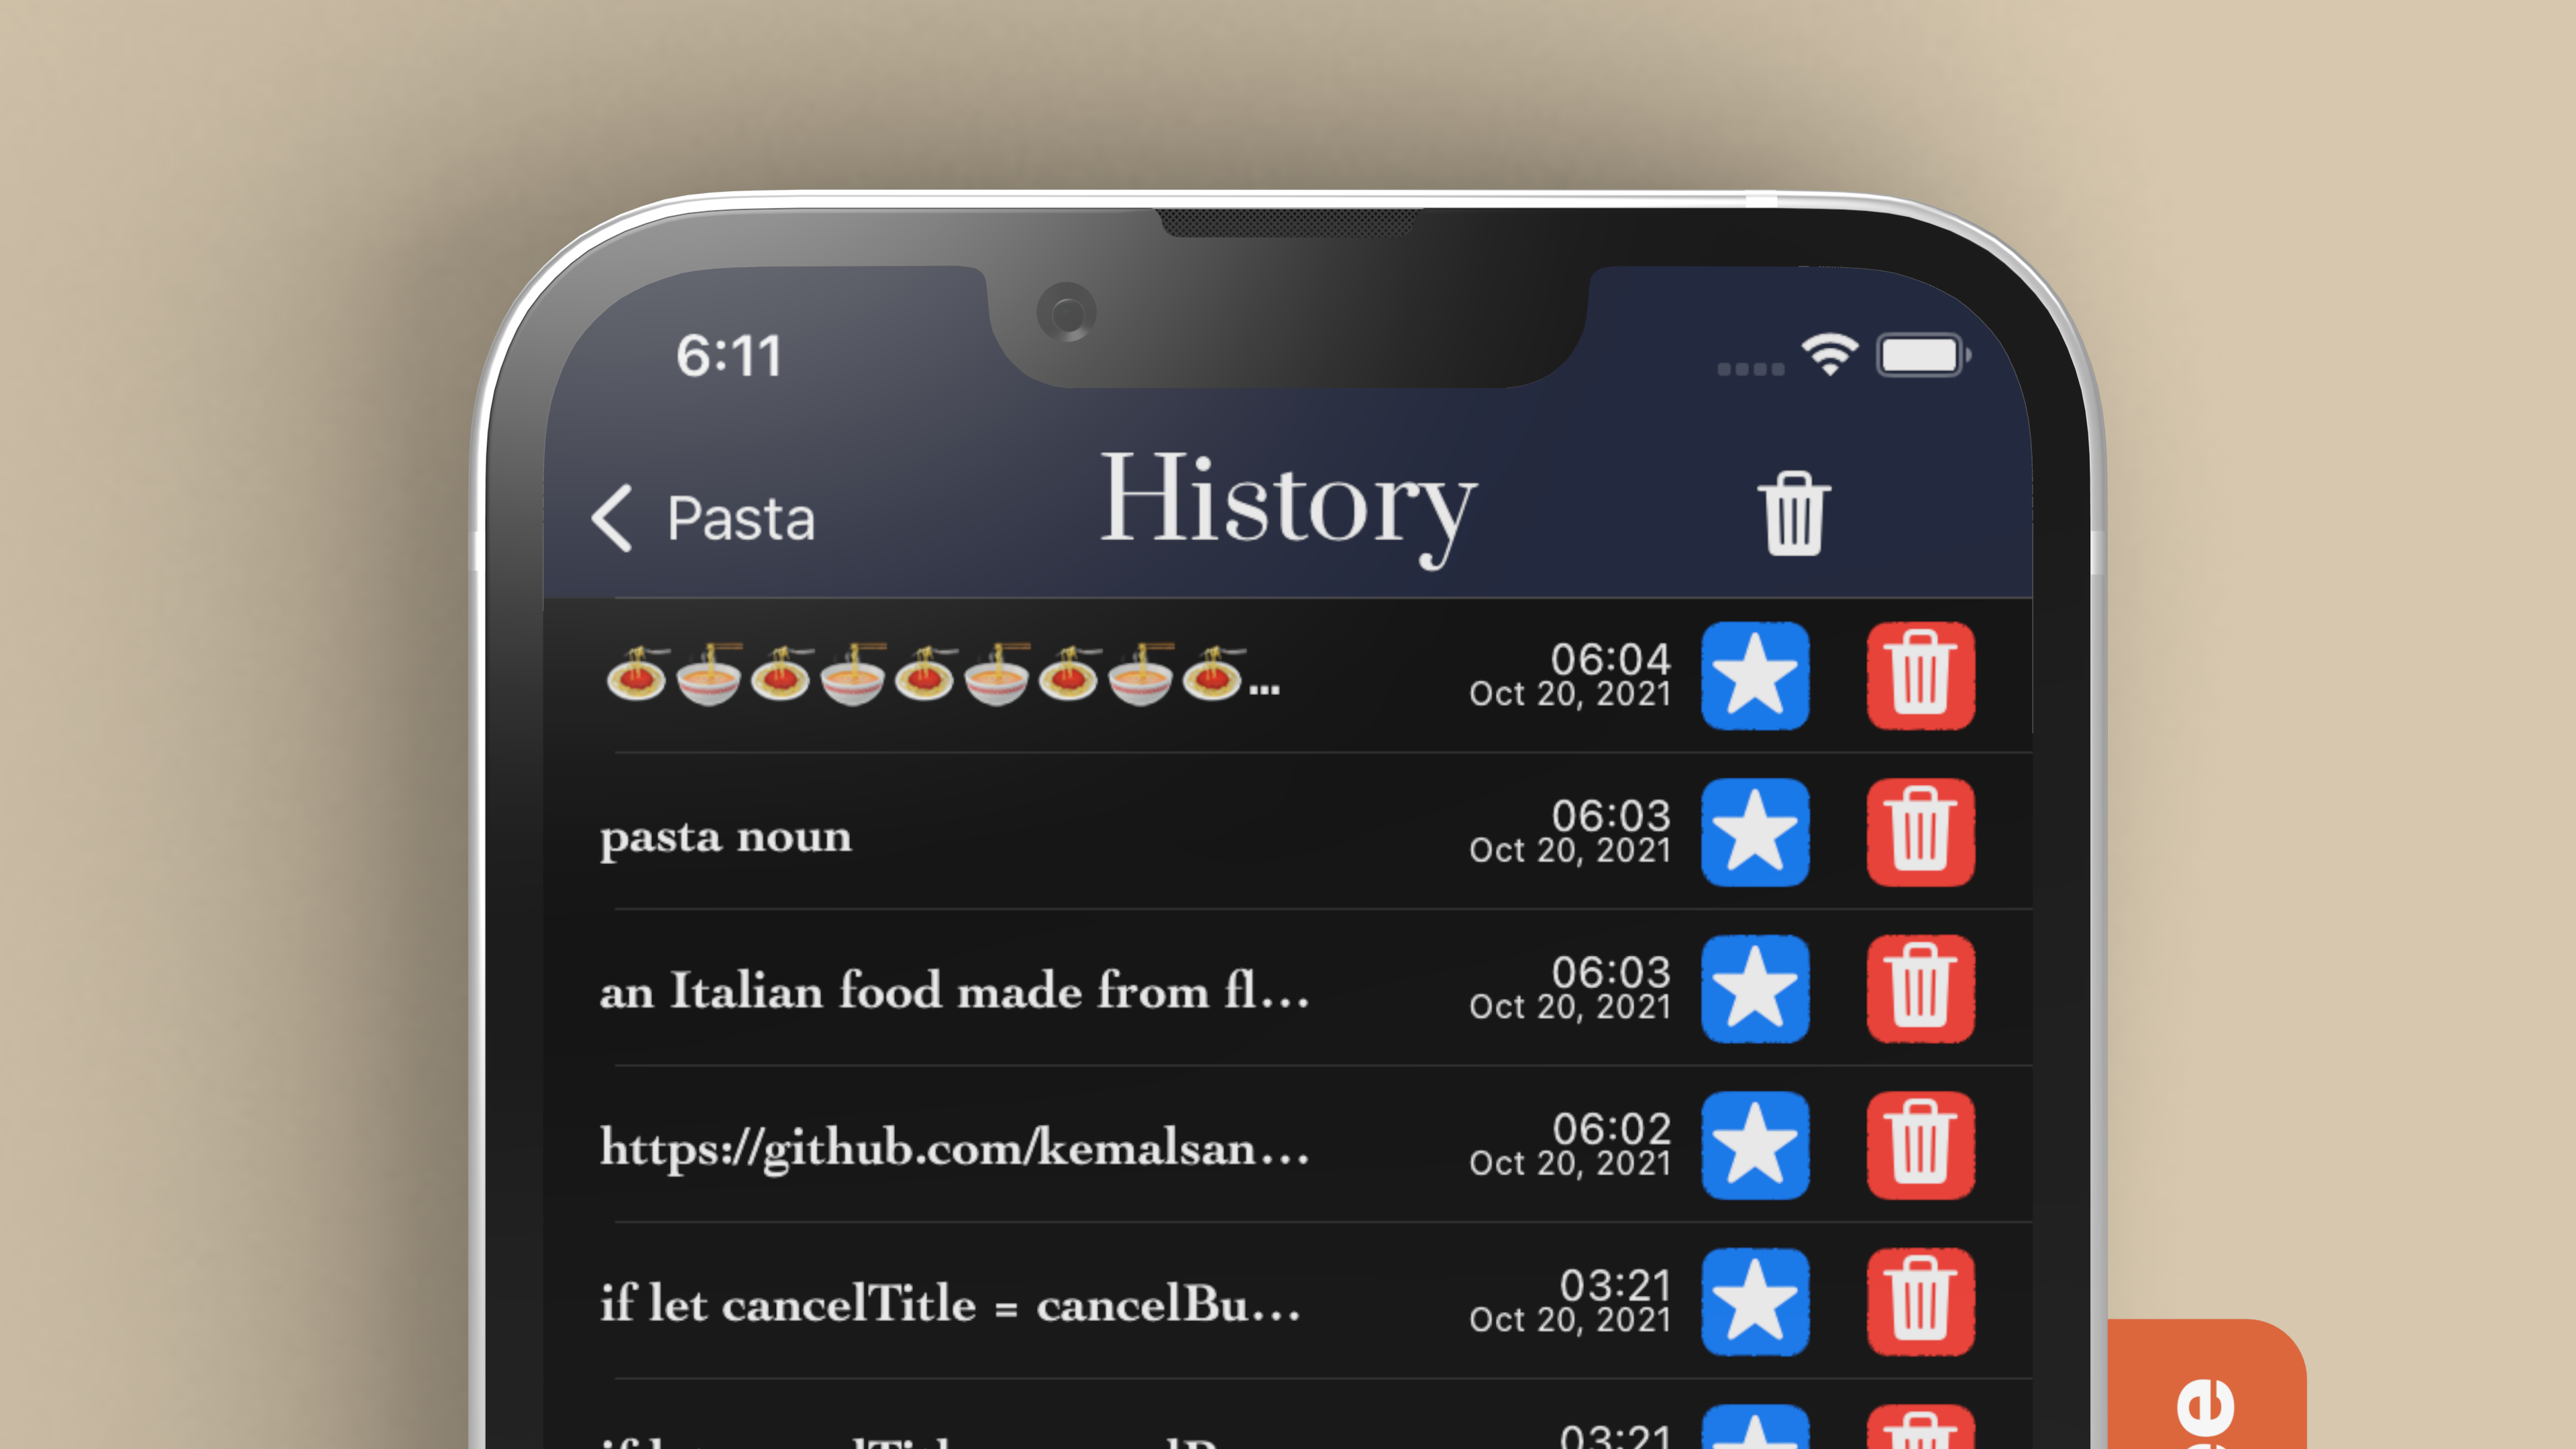 6:11
Pasta
History
🍝🍜🍝🍜🍝🍜🍝🍜🍝...
06:04
Oct 20, 2021
pasta noun
06:03
Oct 20, 2021
an Italian food made from fl...
06:03
Oct 20, 2021
https://github.com/kemalsan...
06:02
Oct 20, 2021
if let cancelTitle = cancelBu...
03:21
Oct 20, 2021
03:21